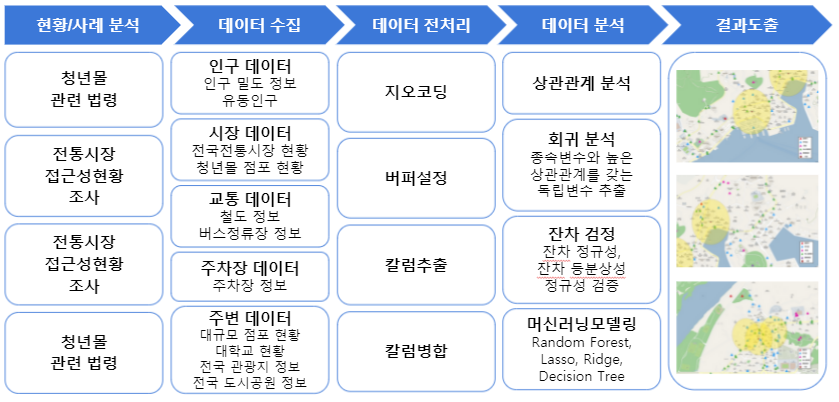 현황/사례 분석
데이터 수집
데이터 전처리
데이터 분석
결과도출
청년몰
관련 법령
전통시장
접근성현황
조사
전통시장
접근성현황
조사
청년몰
관련 법령
인구 데이터
인구 밀도 정보
유동인구
시장 데이터
전국전통시장 현황
청년몰 점포 현황
교통 데이터
철도 정보
버스정류장 정보
주차장 데이터
주차장 정보
주변 데이터
대규모 점포 현황
대학교 현황
전국 관광지 정보
전국 도시공원 정보
지오코딩
버퍼설정
칼럼추출
칼럼병합
상관관계 분석
회귀 분석
종속변수와 높은
상관관계를 갖는
독립변수 추출
잔차 검정
잔차 정규성,
잔차 등분상성
정규성 검증
머신러닝모델링
Random Forest,
Lasso, Ridge,
Decision Tree